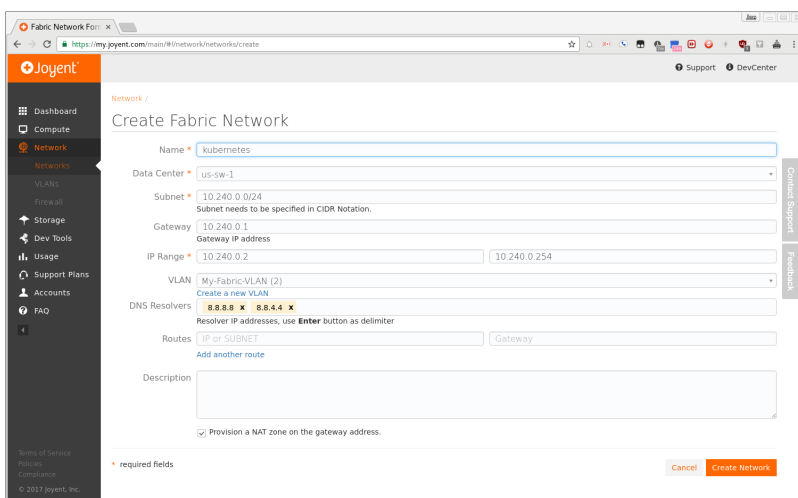 Fabric Network Form
https://my.joyent.com/main/#!/network/networks/create
Joyent
Support
DevCenter
Dashboard
Compute
Network
Networks
VLANs
Firewall
Storage
Dev Tools
Usage
Support Plans
Accounts
FAQ
Terms of Service
Policies
Compliance
© 2017 Joyent, Inc.
Network /
Create Fabric Network
Name * kubernetes
Data Center * us-sw-1
Subnet * 10.240.0.0/24
Subnet needs to be specified in CIDR Notation.
Gateway 10.240.0.1
Gateway IP address
IP Range * 10.240.0.2 10.240.0.254
VLAN My-Fabric-VLAN (2)
Create a new VLAN
DNS Resolvers 8.8.8.8 x 8.8.4.4 x
Resolver IP addresses, use Enter button as delimiter
Routes IP or SUBNET Gateway
Add another route
Description
Provision a NAT zone on the gateway address.
* required fields
Cancel
Create Network
Contact Support
Feedback